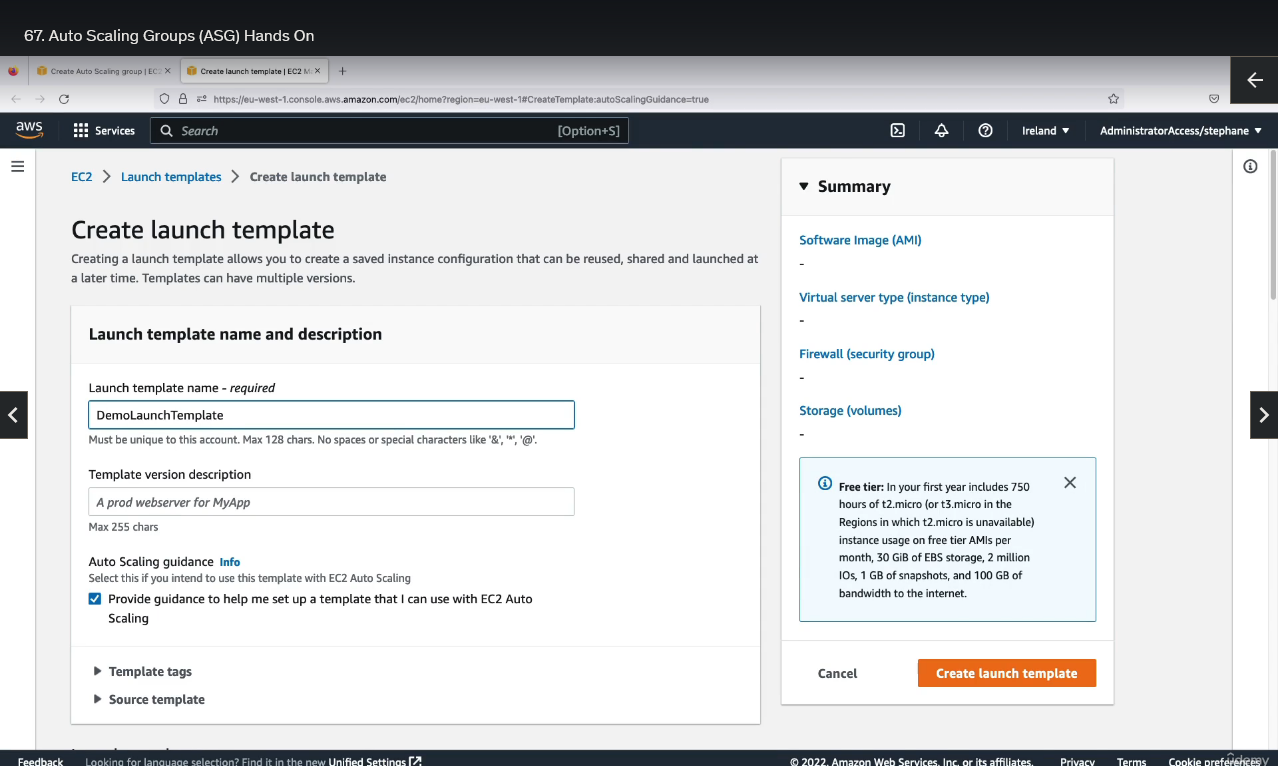 67. Auto Scaling Groups (ASG) Hands On
Create Auto Scaling group | EC
Create launch template | EC2 M
https://eu-west-1.console.aws.amazon.com/ec2/home?region=eu-west-1#CreateTemplate:autoScalingGuidance=true
aws
Services
Search
[Option+S]
Ireland
AdministratorAccess/stephane
EC2
Launch templates
Create launch template
Create launch template
Creating a launch template allows you to create a saved instance configuration that can be reused, shared and launched at
a later time. Templates can have multiple versions.
Launch template name and description
Launch template name - required
DemoLaunchTemplate
Must be unique to this account. Max 128 chars. No spaces or special characters like '&', '*', '@'.
Template version description
A prod webserver for MyApp
Max 255 chars
Auto Scaling guidance Info
Select this if you intend to use this template with EC2 Auto Scaling
Provide guidance to help me set up a template that I can use with EC2 Auto
Scaling
Template tags
Source template
Summary
Software Image (AMI)
-
Virtual server type (instance type)
-
Firewall (security group)
-
Storage (volumes)
-
Free tier: In your first year includes 750
hours of t2.micro (or t3.micro in the
Regions in which t2.micro is unavailable)
instance usage on free tier AMIs per
month, 30 GiB of EBS storage, 2 million
IOs, 1 GB of snapshots, and 100 GB of
bandwidth to the internet.
Cancel
Create launch template
Feedback
Looking for language selection? Find it in the new Unified Settings
© 2022, Amazon Web Services, Inc. or its affiliates.
Privacy
Terms
Cookie preferences
Udemy